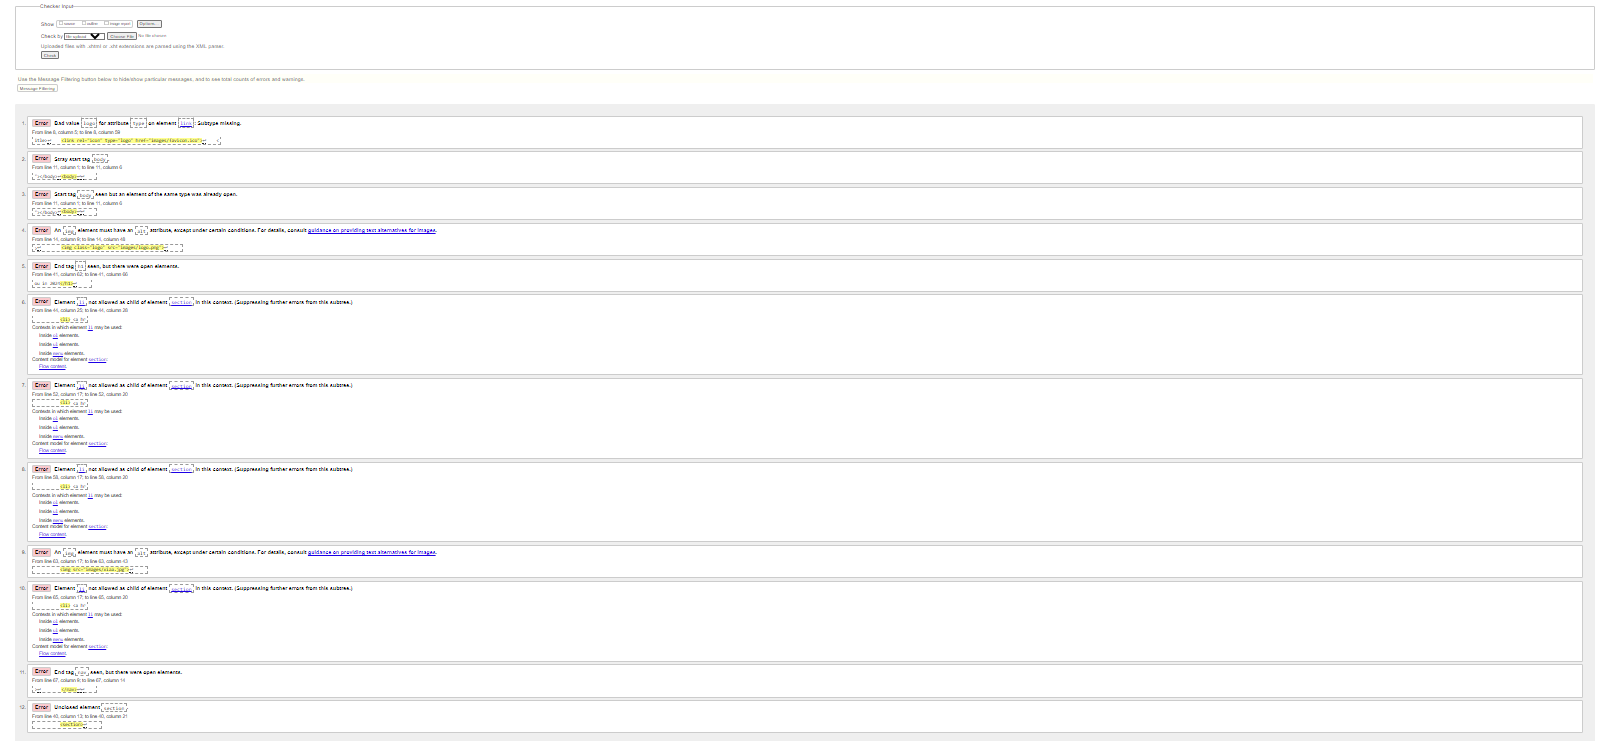 Checker Input
Show source outline image report Options...
Check by file upload Choose File No file chosen
Uploaded files with .xhtml or .xht extensions are parsed using the XML parser.
Check
Use the Message Filtering button below to hide/show particular messages, and to see total counts of errors and warnings.
Message Filtering
1. Error Bad value logo for attribute type on element link: Subtype missing.
From line 8, column 5; to line 8, column 59
<link rel="icon" type="logo" href="images/favicon.ico">
2. Error Stray start tag body.
From line 11, column 1; to line 11, column 6
<body>
3. Error Start tag body seen but an element of the same type was already open.
From line 11, column 1; to line 11, column 6
<body>
4. Error An img element must have an alt attribute, except under certain conditions. For details, consult guidance on providing text alternatives for images.
From line 14, column 9; to line 14, column 48
<img class="logo" src="images/logo.png">
5. Error End tag h1 seen, but there were open elements.
From line 41, column 62; to line 41, column 66
</h1>
6. Error Element li not allowed as child of element section in this context. (Suppressing further errors from this subtree.)
From line 44, column 25; to line 44, column 28
<li>
Contexts in which element li may be used:
Inside ol elements.
Inside ul elements.
Inside menu elements.
Content model for element section:
Flow content.
7. Error Element li not allowed as child of element section in this context. (Suppressing further errors from this subtree.)
From line 52, column 17; to line 52, column 20
<li>
Contexts in which element li may be used:
Inside ol elements.
Inside ul elements.
Inside menu elements.
Content model for element section:
Flow content.
8. Error Element li not allowed as child of element section in this context. (Suppressing further errors from this subtree.)
From line 58, column 17; to line 58, column 20
<li>
Contexts in which element li may be used:
Inside ol elements.
Inside ul elements.
Inside menu elements.
Content model for element section:
Flow content.
9. Error An img element must have an alt attribute, except under certain conditions. For details, consult guidance on providing text alternatives for images.
From line 63, column 17; to line 63, column 43
10. Error Element li not allowed as child of element section in this context. (Suppressing further errors from this subtree.)
From line 65, column 17; to line 65, column 20
<li>
Contexts in which element li may be used:
Inside ol elements.
Inside ul elements.
Inside menu elements.
Content model for element section:
Flow content.
11. Error End tag nav seen, but there were open elements.
From line 67, column 9; to line 67, column 14
</nav>
12. Error Unclosed element section.
From line 40, column 13; to line 40, column 21
<section>